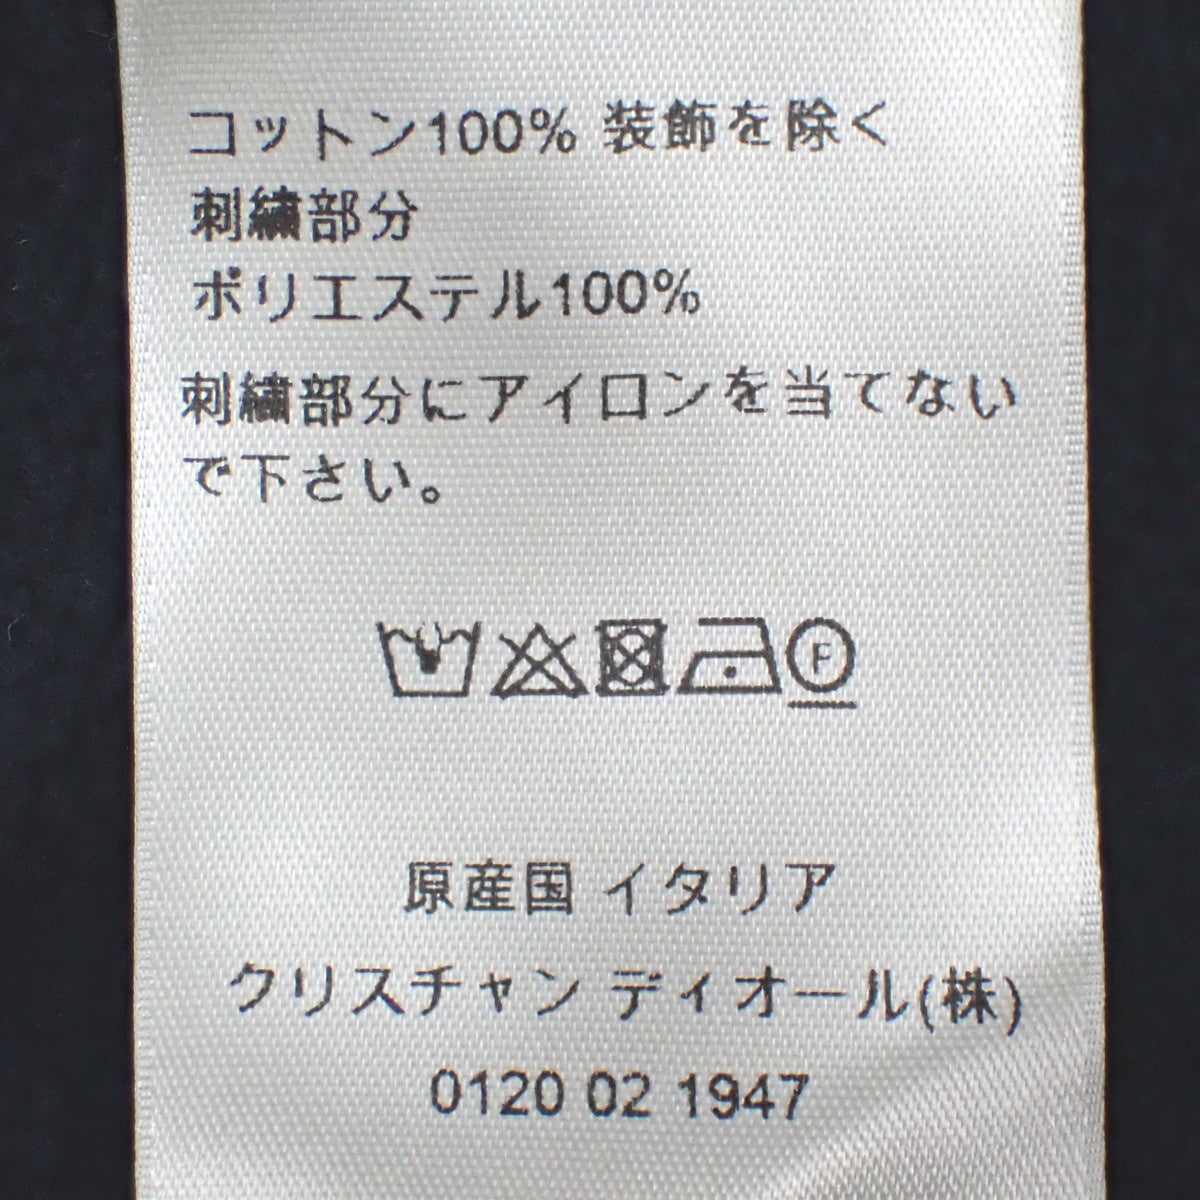 コットン100% 装飾を除く
刺繍部分
ポリエステル100%
刺繍部分にアイロンを当てない
で下さい。
F
原産国 イタリア
クリスチャン ディオール(株)
0120 02 1947